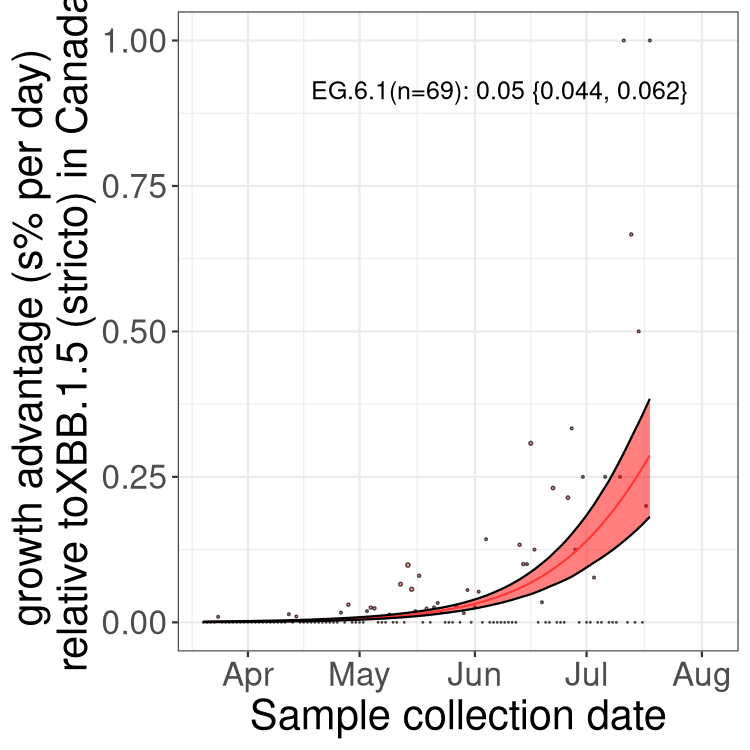 growth advantage (s% per day)
relative toXBB.1.5 (stricto) in Canada
1.00
EG.6.1(n=69): 0.05 {0.044, 0.062}
0.75
0.50
0.25
0.00
Apr May Jun Jul Aug
Sample collection date